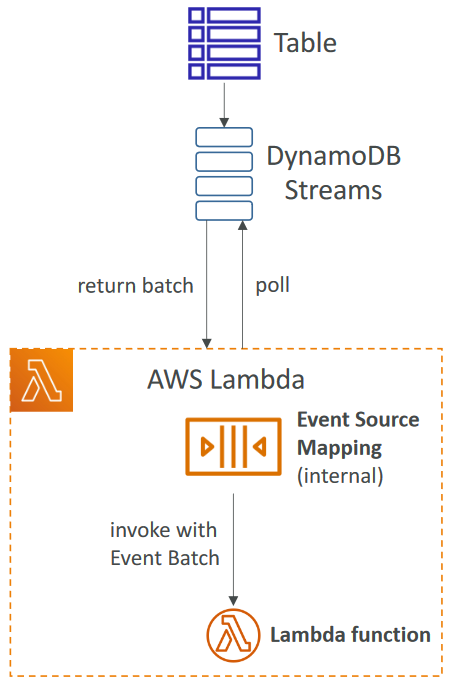 Table
DynamoDB
Streams
return batch
poll
AWS Lambda
Event Source
Mapping
(internal)
invoke with
Event Batch
Lambda function